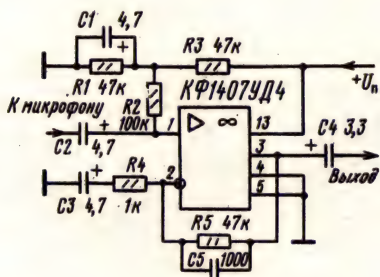 C1 4,7
+
R1 47к
R3 47к
+Uп
К микрофону
R2
100к
КФ1407УД4
+
C2 4,7
1
▷ ∞
13
3
4
5
2
+
C4 3,3
Выход
C3 4,7
+
R4
1к
R5 47к
C5 1000